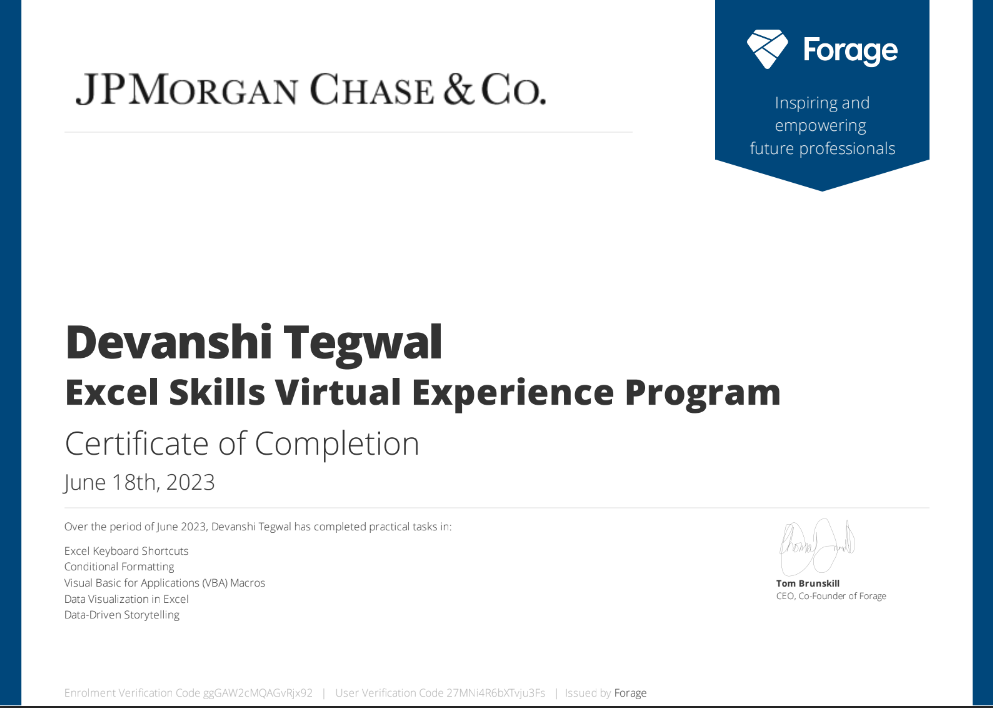 JPMORGAN CHASE & CO.
Forage
Inspiring and
empowering
future professionals
Devanshi Tegwal
Excel Skills Virtual Experience Program
Certificate of Completion
June 18th, 2023
Over the period of June 2023, Devanshi Tegwal has completed practical tasks in:
Excel Keyboard Shortcuts
Conditional Formatting
Visual Basic for Applications (VBA) Macros
Data Visualization in Excel
Data-Driven Storytelling
Tom Brunskill
CEO, Co-Founder of Forage
Enrolment Verification Code ggGAW2cMQAGvRjx92 | User Verification Code 27MNi4R6bXTvju3Fs | Issued by Forage